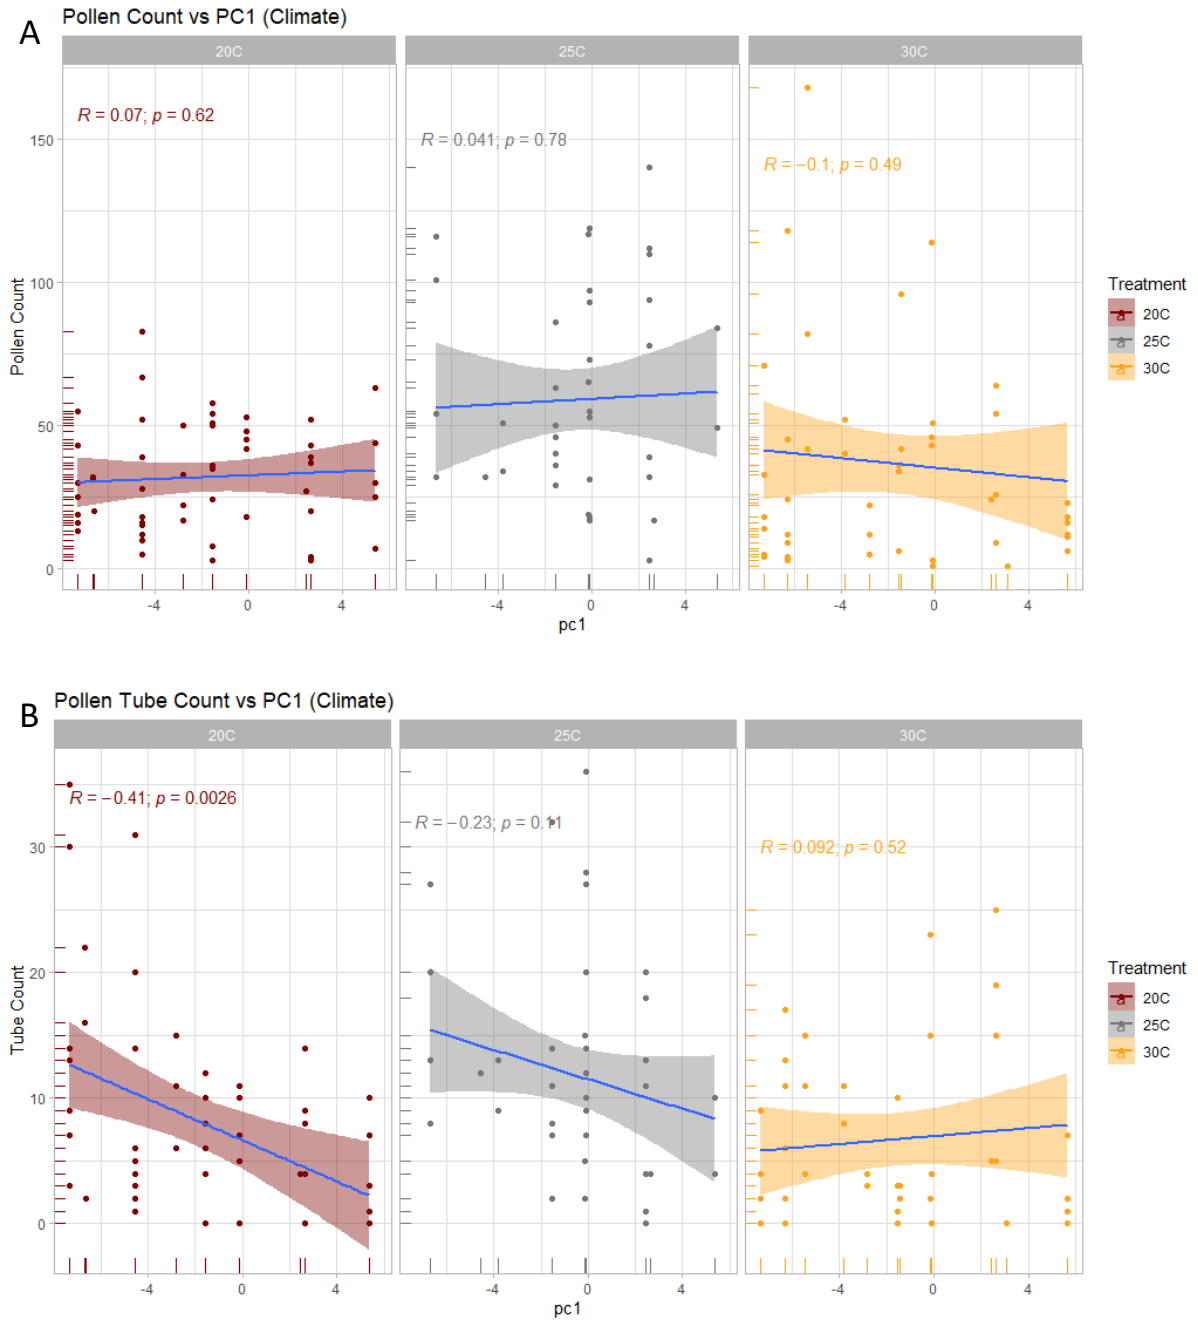 A
Pollen Count vs PC1 (Climate)
20C
25C
30C
R = 0.07; p = 0.62
R = 0.041; p = 0.78
R = −0.1; p = 0.49
150
100
50
0
Pollen Count
-4 0 4
-4 0 4
-4 0 4
pc1
Treatment
a 20C
a 25C
a 30C
B
Pollen Tube Count vs PC1 (Climate)
20C
25C
30C
R = −0.41; p = 0.0026
R = −0.23; p = 0.11
R = 0.092; p = 0.52
30
20
10
0
Tube Count
-4 0 4
-4 0 4
-4 0 4
pc1
Treatment
a 20C
a 25C
a 30C